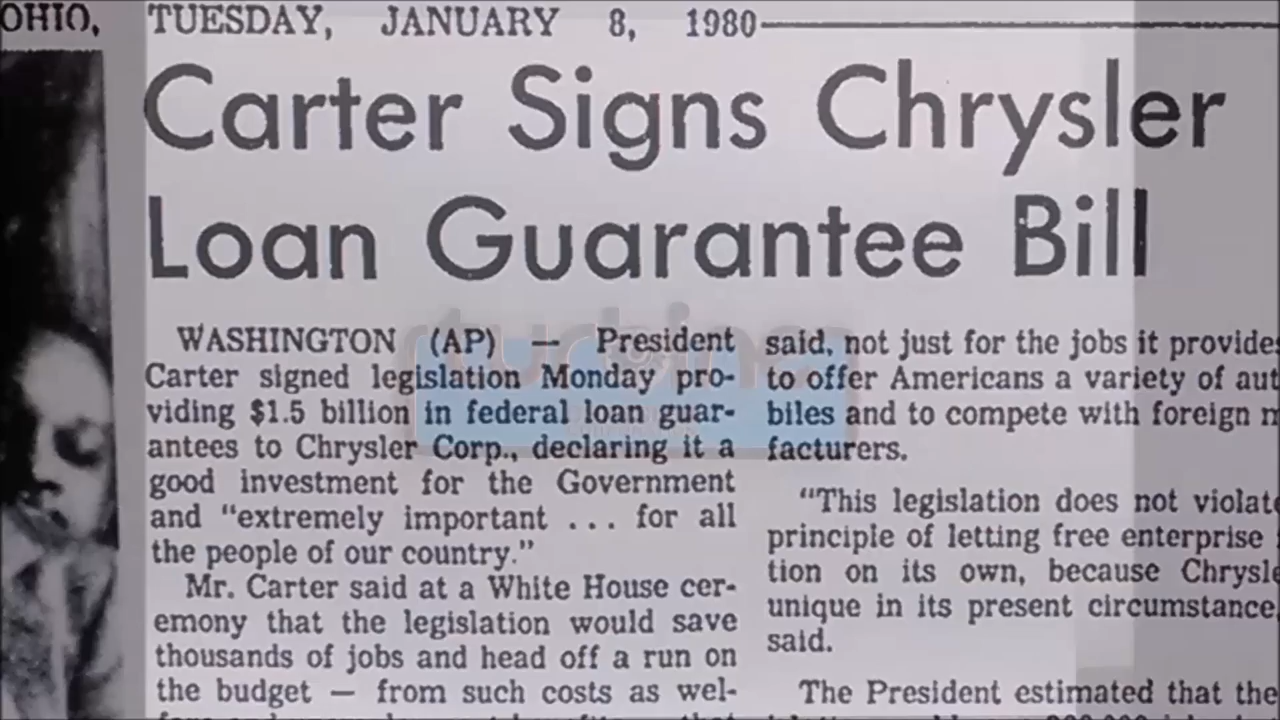 OHIO, TUESDAY, JANUARY 8, 1980
Carter Signs Chrysler
Loan Guarantee Bill
WASHINGTON (AP) — President
Carter signed legislation Monday pro-
viding $1.5 billion in federal loan guar-
antees to Chrysler Corp., declaring it a
good investment for the Government
and “extremely important ... for all
the people of our country.”
Mr. Carter said at a White House cer-
emony that the legislation would save
thousands of jobs and head off a run on
the budget — from such costs as wel-
said, not just for the jobs it provides
to offer Americans a variety of aut
biles and to compete with foreign m
facturers.
“This legislation does not violate
principle of letting free enterprise
tion on its own, because Chrysle
unique in its present circumstance
said.
The President estimated that the